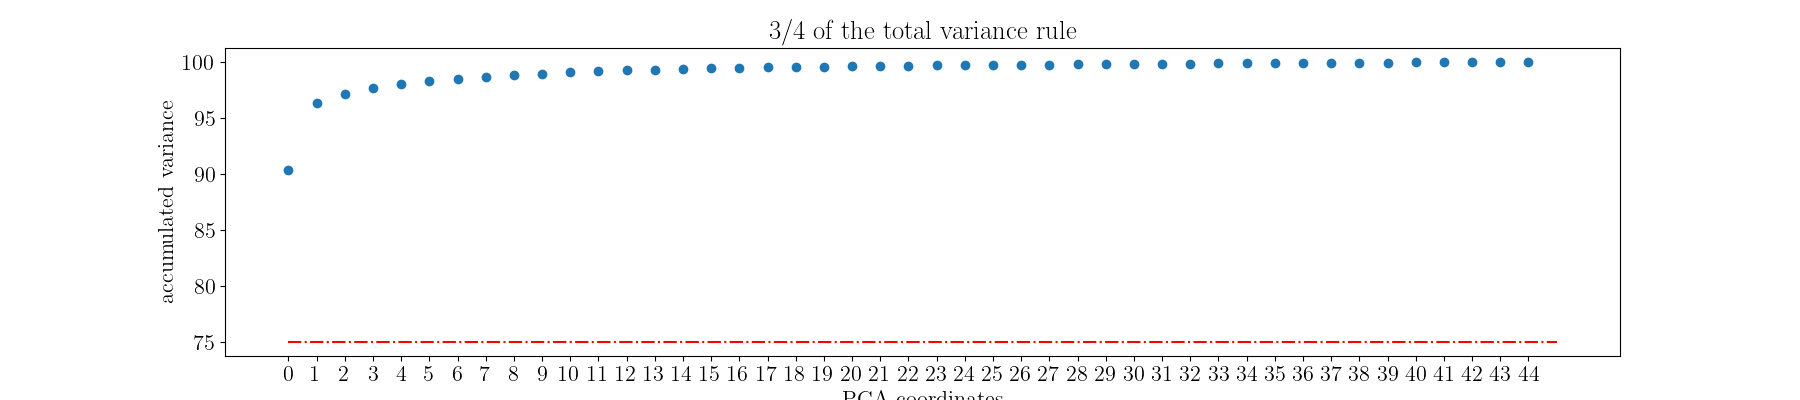 3/4 of the total variance rule
100
95
90
85
80
75
accumulated variance
0 1 2 3 4 5 6 7 8 9 10 11 12 13 14 15 16 17 18 19 20 21 22 23 24 25 26 27 28 29 30 31 32 33 34 35 36 37 38 39 40 41 42 43 44
PCA coordinates